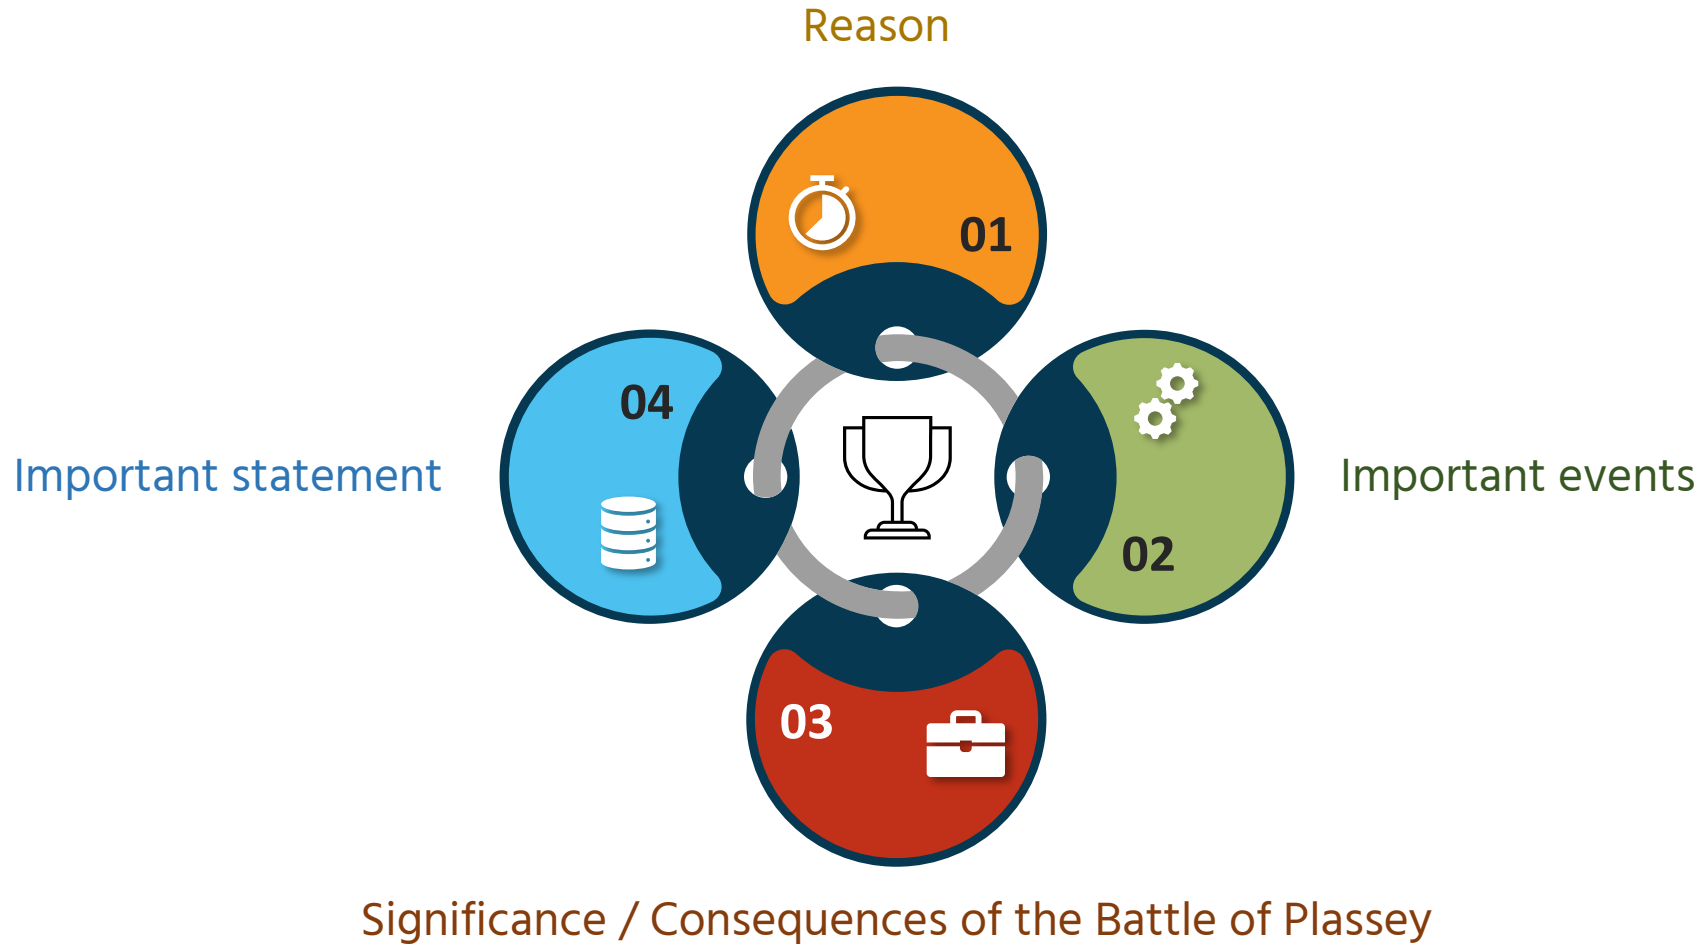 Reason
01
04
Important statement
Important events
02
03
Significance / Consequences of the Battle of Plassey